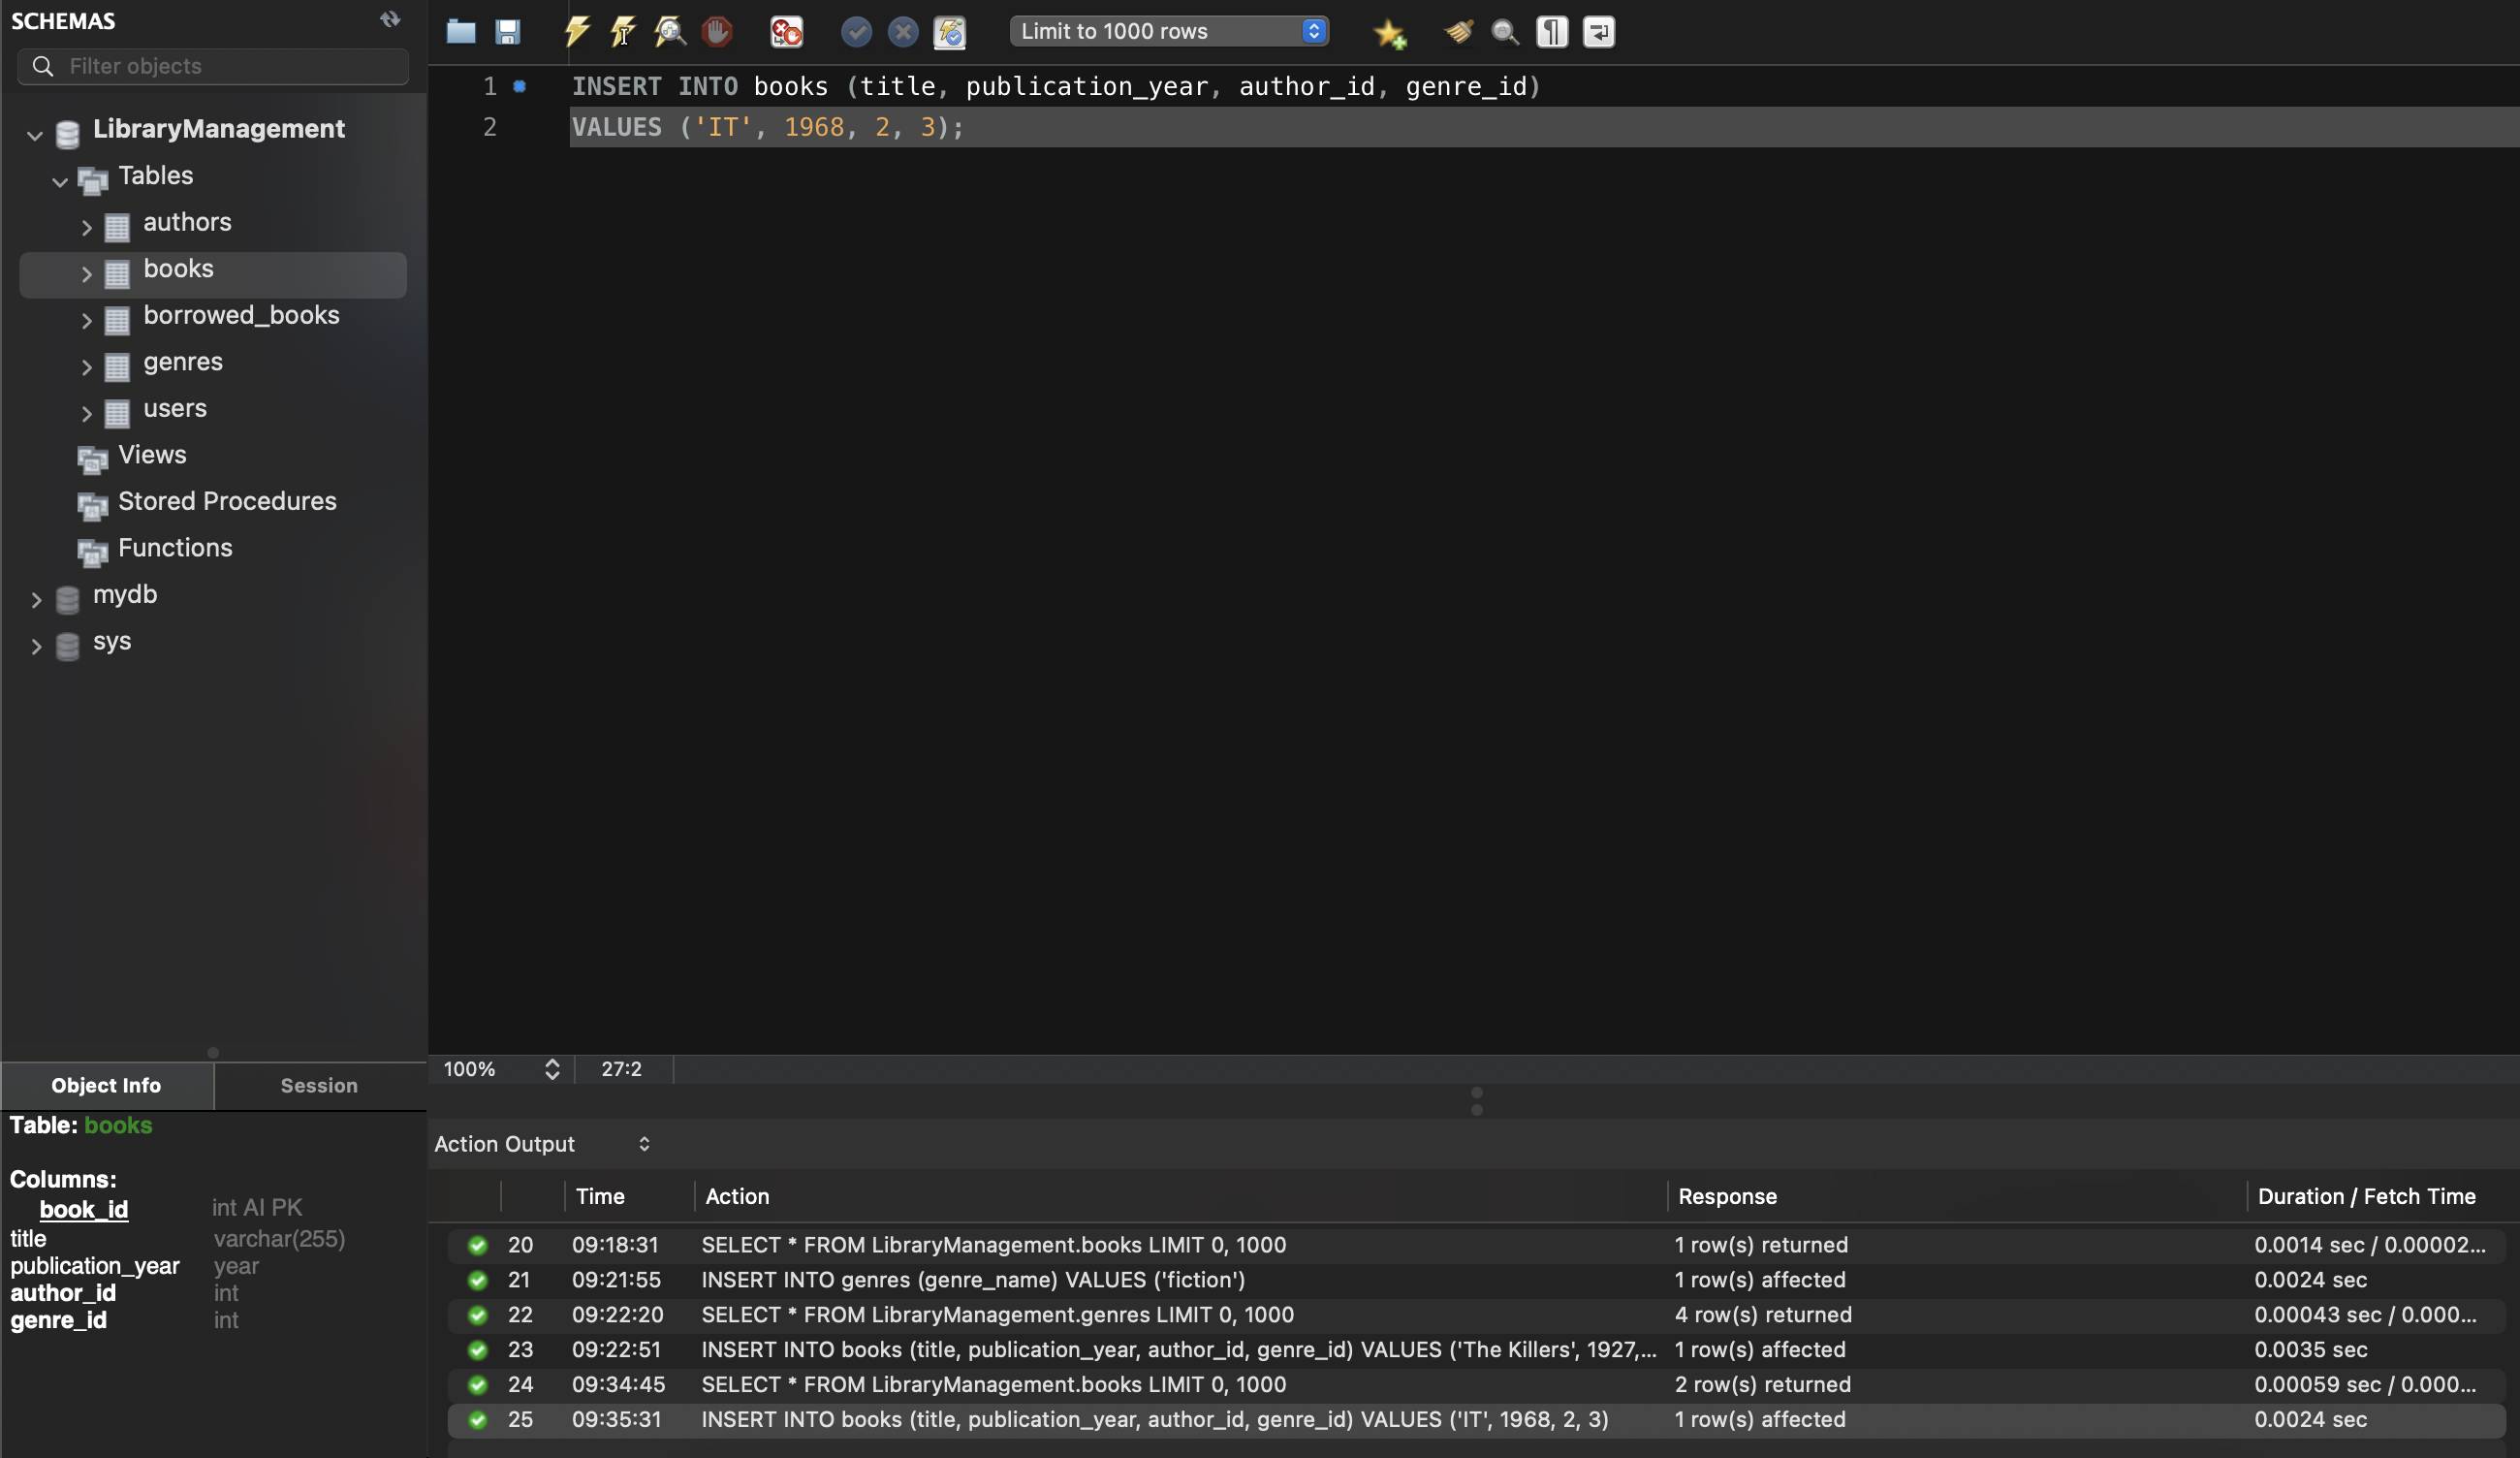 SCHEMAS
Filter objects
LibraryManagement
Tables
authors
books
borrowed_books
genres
users
Views
Stored Procedures
Functions
mydb
sys
Object Info
Session
Table: books
Columns:
book_id int AI PK
title varchar(255)
publication_year year
author_id int
genre_id int
Limit to 1000 rows
1 INSERT INTO books (title, publication_year, author_id, genre_id)
2 VALUES ('IT', 1968, 2, 3);
100% 27:2
Action Output
Time Action Response Duration / Fetch Time
20 09:18:31 SELECT * FROM LibraryManagement.books LIMIT 0, 1000 1 row(s) returned 0.0014 sec / 0.00002...
21 09:21:55 INSERT INTO genres (genre_name) VALUES ('fiction') 1 row(s) affected 0.0024 sec
22 09:22:20 SELECT * FROM LibraryManagement.genres LIMIT 0, 1000 4 row(s) returned 0.00043 sec / 0.000...
23 09:22:51 INSERT INTO books (title, publication_year, author_id, genre_id) VALUES ('The Killers', 1927,... 1 row(s) affected 0.0035 sec
24 09:34:45 SELECT * FROM LibraryManagement.books LIMIT 0, 1000 2 row(s) returned 0.00059 sec / 0.000...
25 09:35:31 INSERT INTO books (title, publication_year, author_id, genre_id) VALUES ('IT', 1968, 2, 3) 1 row(s) affected 0.0024 sec